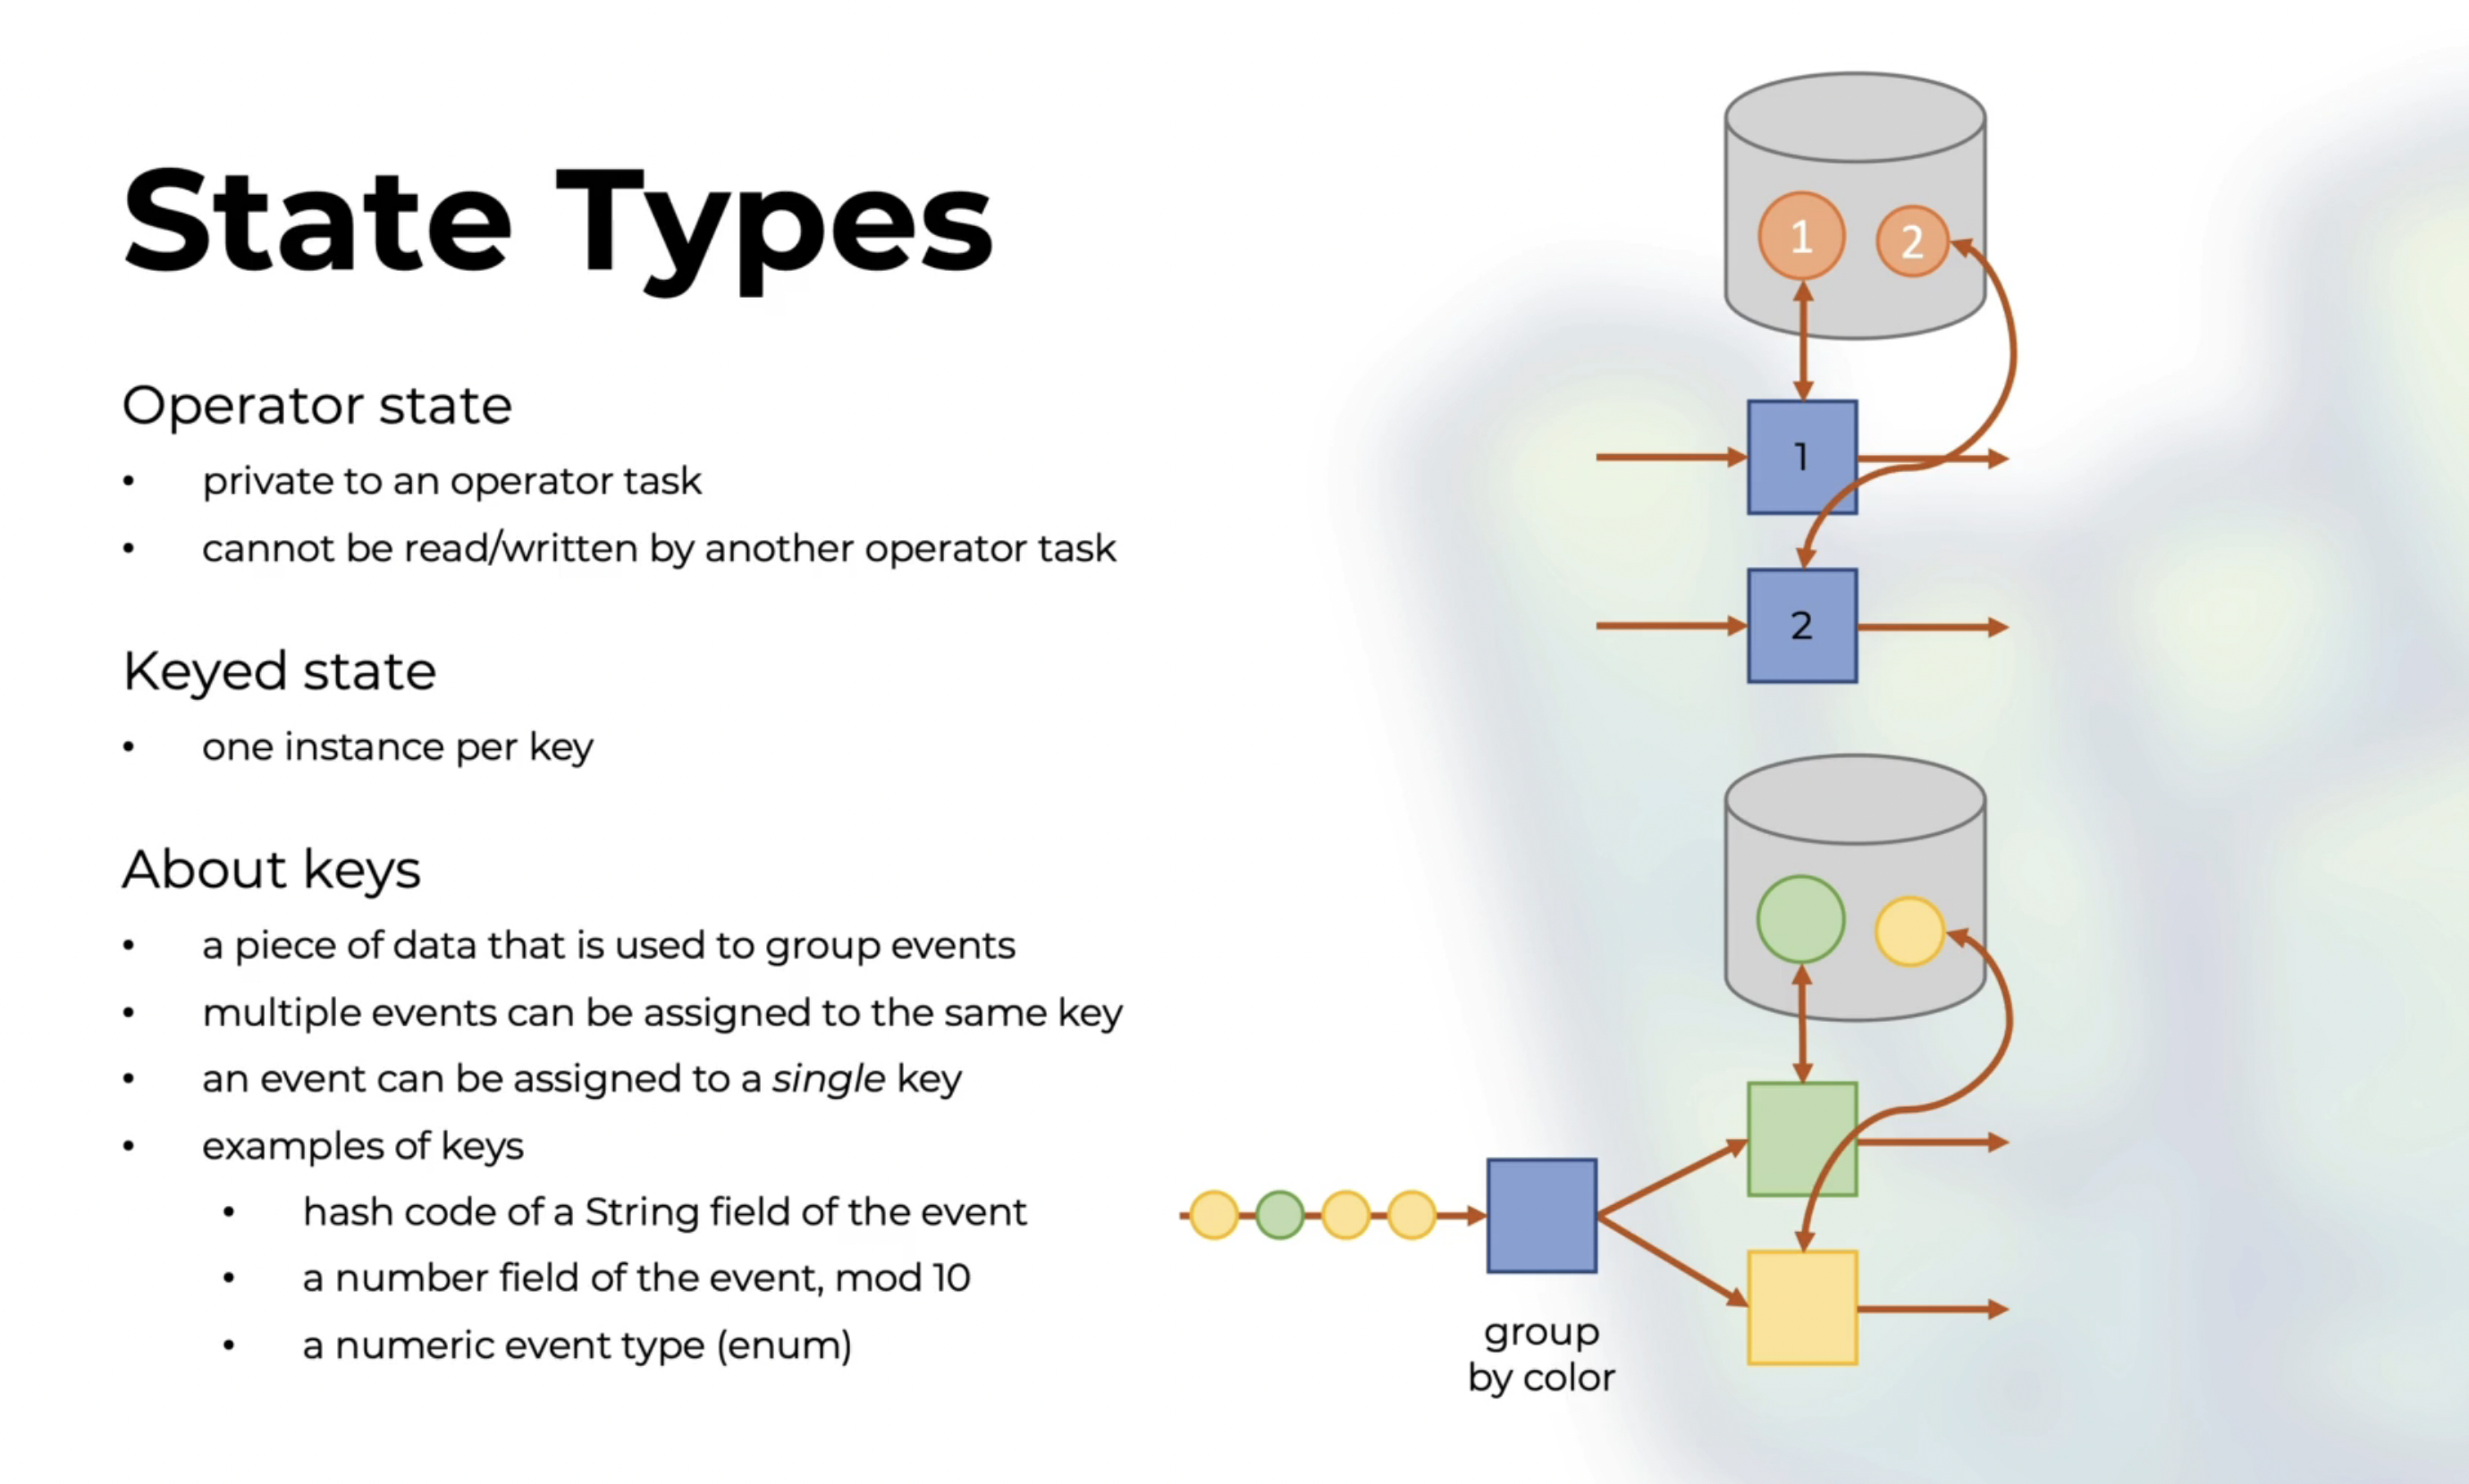 State Types
Operator state
• private to an operator task
• cannot be read/written by another operator task
Keyed state
• one instance per key
About keys
• a piece of data that is used to group events
• multiple events can be assigned to the same key
• an event can be assigned to a single key
• examples of keys
• hash code of a String field of the event
• a number field of the event, mod 10
• a numeric event type (enum)
1
2
1
2
group
by color